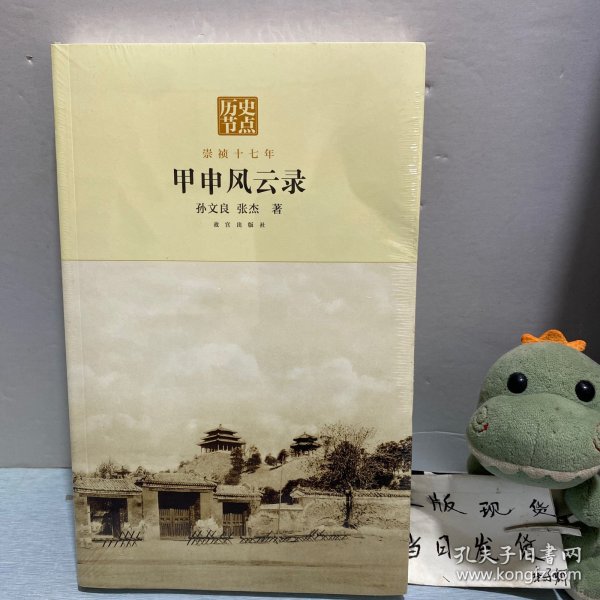 历史
节点
崇祯十七年
甲申风云录
孙文良 张杰 著
故宫出版社
版现货
当日发货
孔夫子旧书网
www.kongfz.com